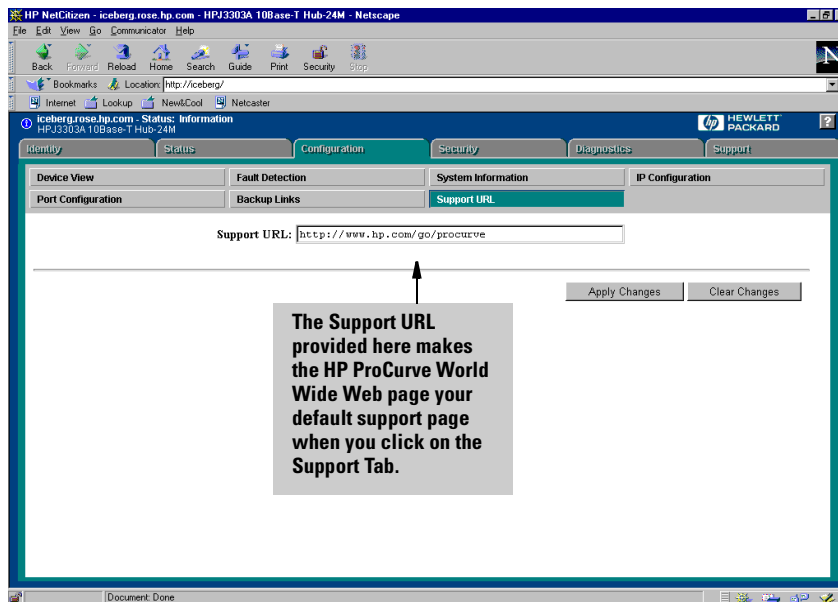 HP NetCitizen - iceberg.rose.hp.com - HPJ3303A 10Base-T Hub-24M - Netscape
File Edit View Go Communicator Help
Back Forward Reload Home Search Guide Print Security Stop
N
Bookmarks Location: http://iceberg/
Internet Lookup New&Cool Netcaster
iceberg.rose.hp.com - Status: Information
HPJ3303A 10Base-T Hub-24M
hp HEWLETT PACKARD ?
Identity Status Configuration Security Diagnostics Support
Device View Fault Detection System Information IP Configuration
Port Configuration Backup Links Support URL
Support URL: http://www.hp.com/go/procurve
Apply Changes Clear Changes
The Support URL
provided here makes
the HP ProCurve World
Wide Web page your
default support page
when you click on the
Support Tab.
Document: Done